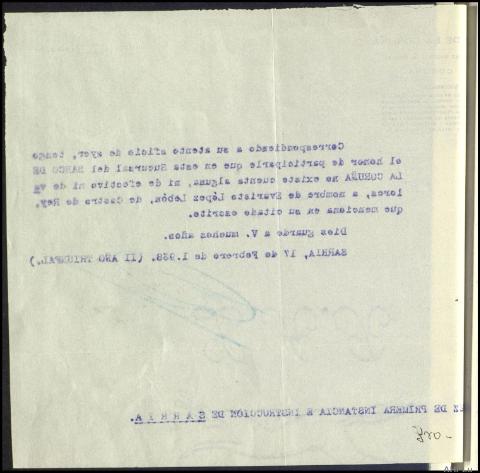 Correspondiendo a su atento oficio de ayer, tengo
el honor de participarle que en esta Sucursal del BANCO DE
LA CORUÑA no existe cuenta alguna, ni de efectivo ni de va
lores, a nombre de Evaristo López Lebón, de Castro de Rey,
que menciona en su citado escrito.
Dios guarde a V. muchos años.
SARRIA, 17 de Febrero de 1.938. (II AÑO TRIUNFAL.)
EZ DE PRIMERA INSTANCIA E INSTRUCCIÓN DE S A R R I A